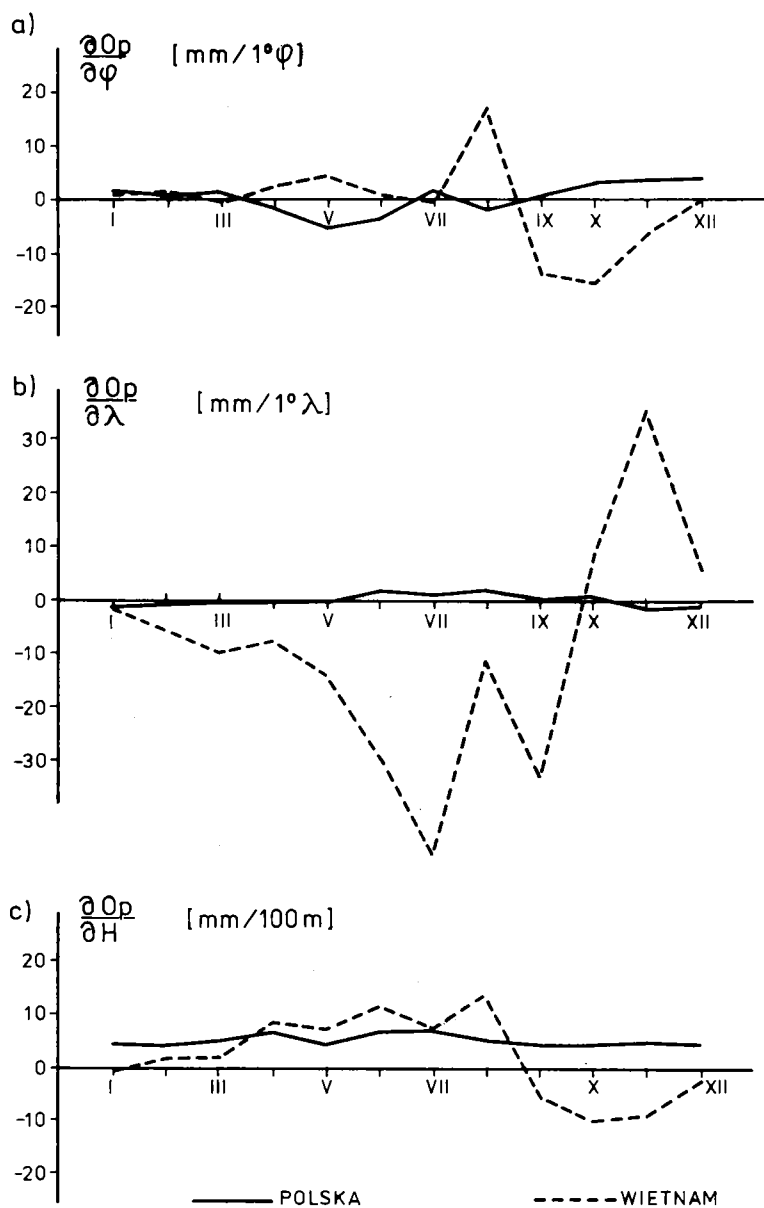 a)
∂Op
∂φ
[mm/1°φ]
20
10
0
-10
-20
I III V VII IX X XII
b)
∂Op
∂λ
[mm/1°λ]
30
20
10
0
-10
-20
-30
I III V VII IX X XII
c)
∂Op
∂H
[mm/100m]
20
10
0
-10
-20
I III V VII X XII
POLSKA WIETNAM